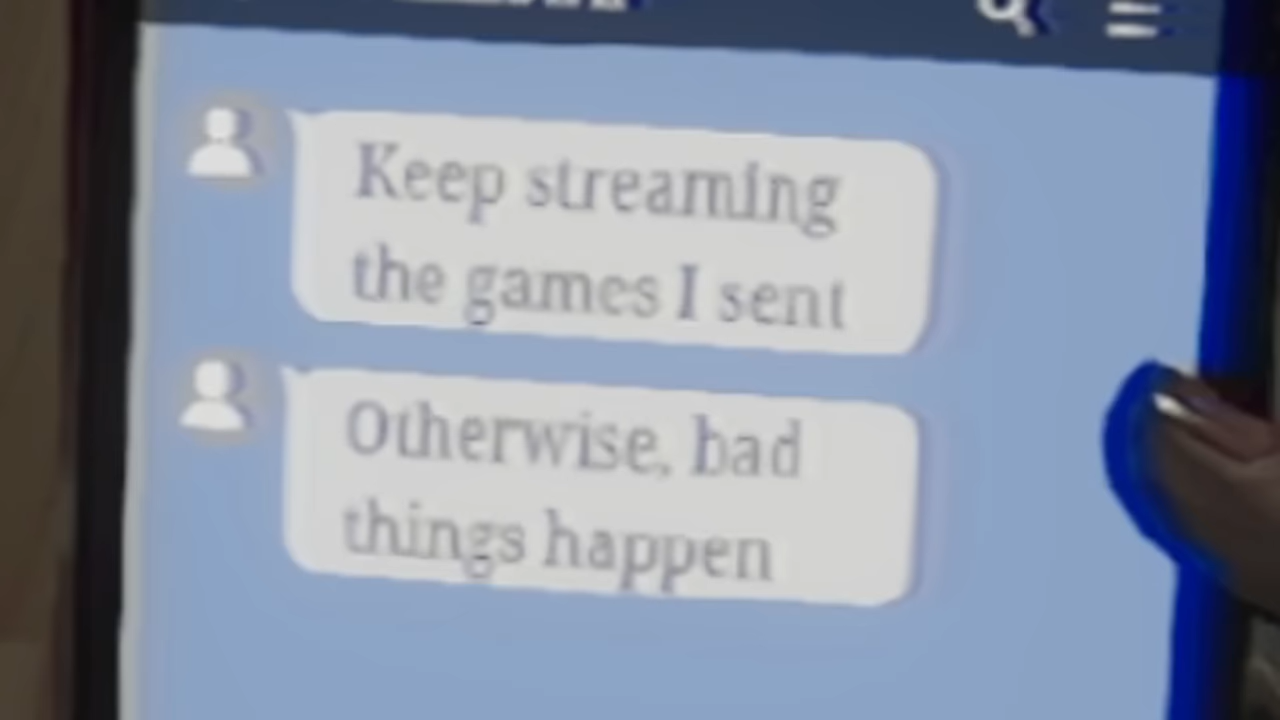 Keep streaming
the games I sent
Otherwise, bad
things happen